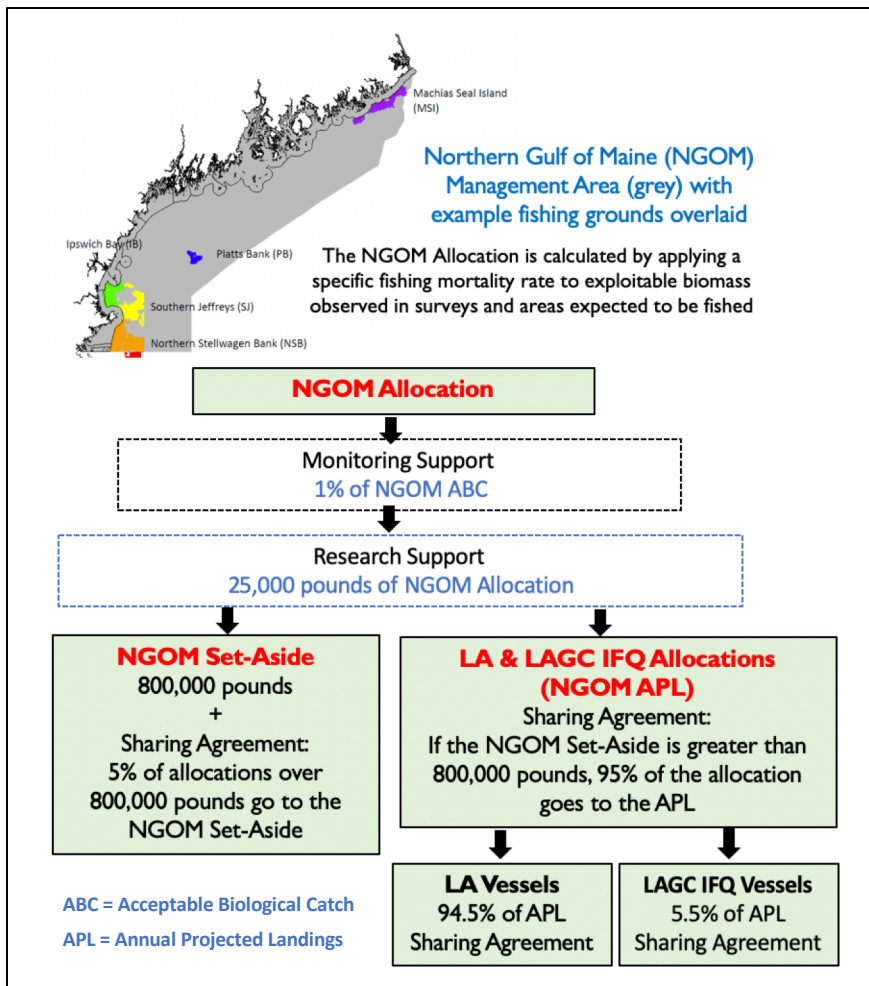 Machias Seal Island
(MSI)
Northern Gulf of Maine (NGOM)
Management Area (grey) with
example fishing grounds overlaid
Ipswich Bay (IB)
Platts Bank (PB)
The NGOM Allocation is calculated by applying a
specific fishing mortality rate to exploitable biomass
observed in surveys and areas expected to be fished
Southern Jeffreys (SJ)
Northern Stellwagen Bank (NSB)
NGOM Allocation
Monitoring Support
1% of NGOM ABC
Research Support
25,000 pounds of NGOM Allocation
NGOM Set-Aside
800,000 pounds
+
Sharing Agreement:
5% of allocations over
800,000 pounds go to the
NGOM Set-Aside
LA & LAGC IFQ Allocations
(NGOM APL)
Sharing Agreement:
If the NGOM Set-Aside is greater than
800,000 pounds, 95% of the allocation
goes to the APL
LA Vessels
94.5% of APL
Sharing Agreement
LAGC IFQ Vessels
5.5% of APL
Sharing Agreement
ABC = Acceptable Biological Catch
APL = Annual Projected Landings